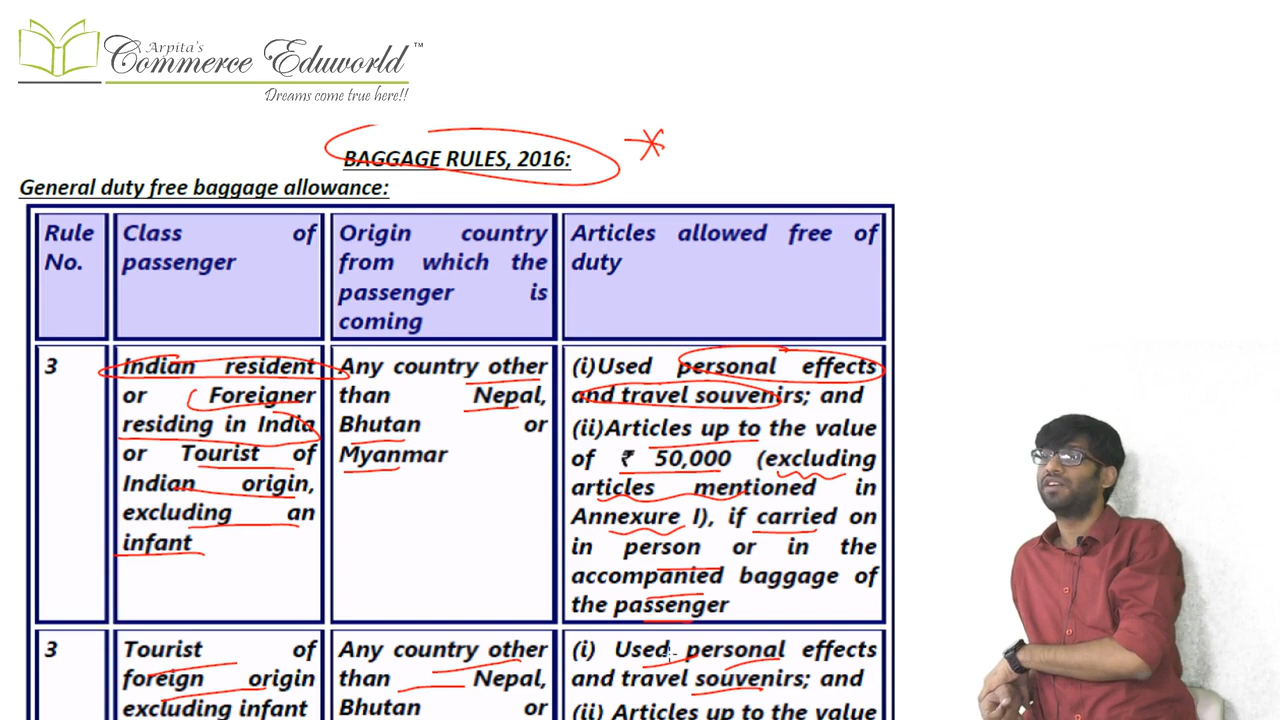 Arpita's
Commerce Eduworld™
Dreams come true here!!
BAGGAGE RULES, 2016:
General duty free baggage allowance:
Rule No.
Class of passenger
Origin country from which the passenger is coming
Articles allowed free of duty
3
Indian resident
or Foreigner
residing in India
or Tourist of
Indian origin,
excluding an
infant
Any country other
than Nepal,
Bhutan or
Myanmar
(i)Used personal effects
and travel souvenirs; and
(ii)Articles up to the value
of ₹ 50,000 (excluding
articles mentioned in
Annexure I), if carried on
in person or in the
accompanied baggage of
the passenger
3
Tourist of
foreign origin
excluding infant
Any country other
than Nepal,
Bhutan or
(i) Used personal effects
and travel souvenirs; and
(ii) Articles up to the value